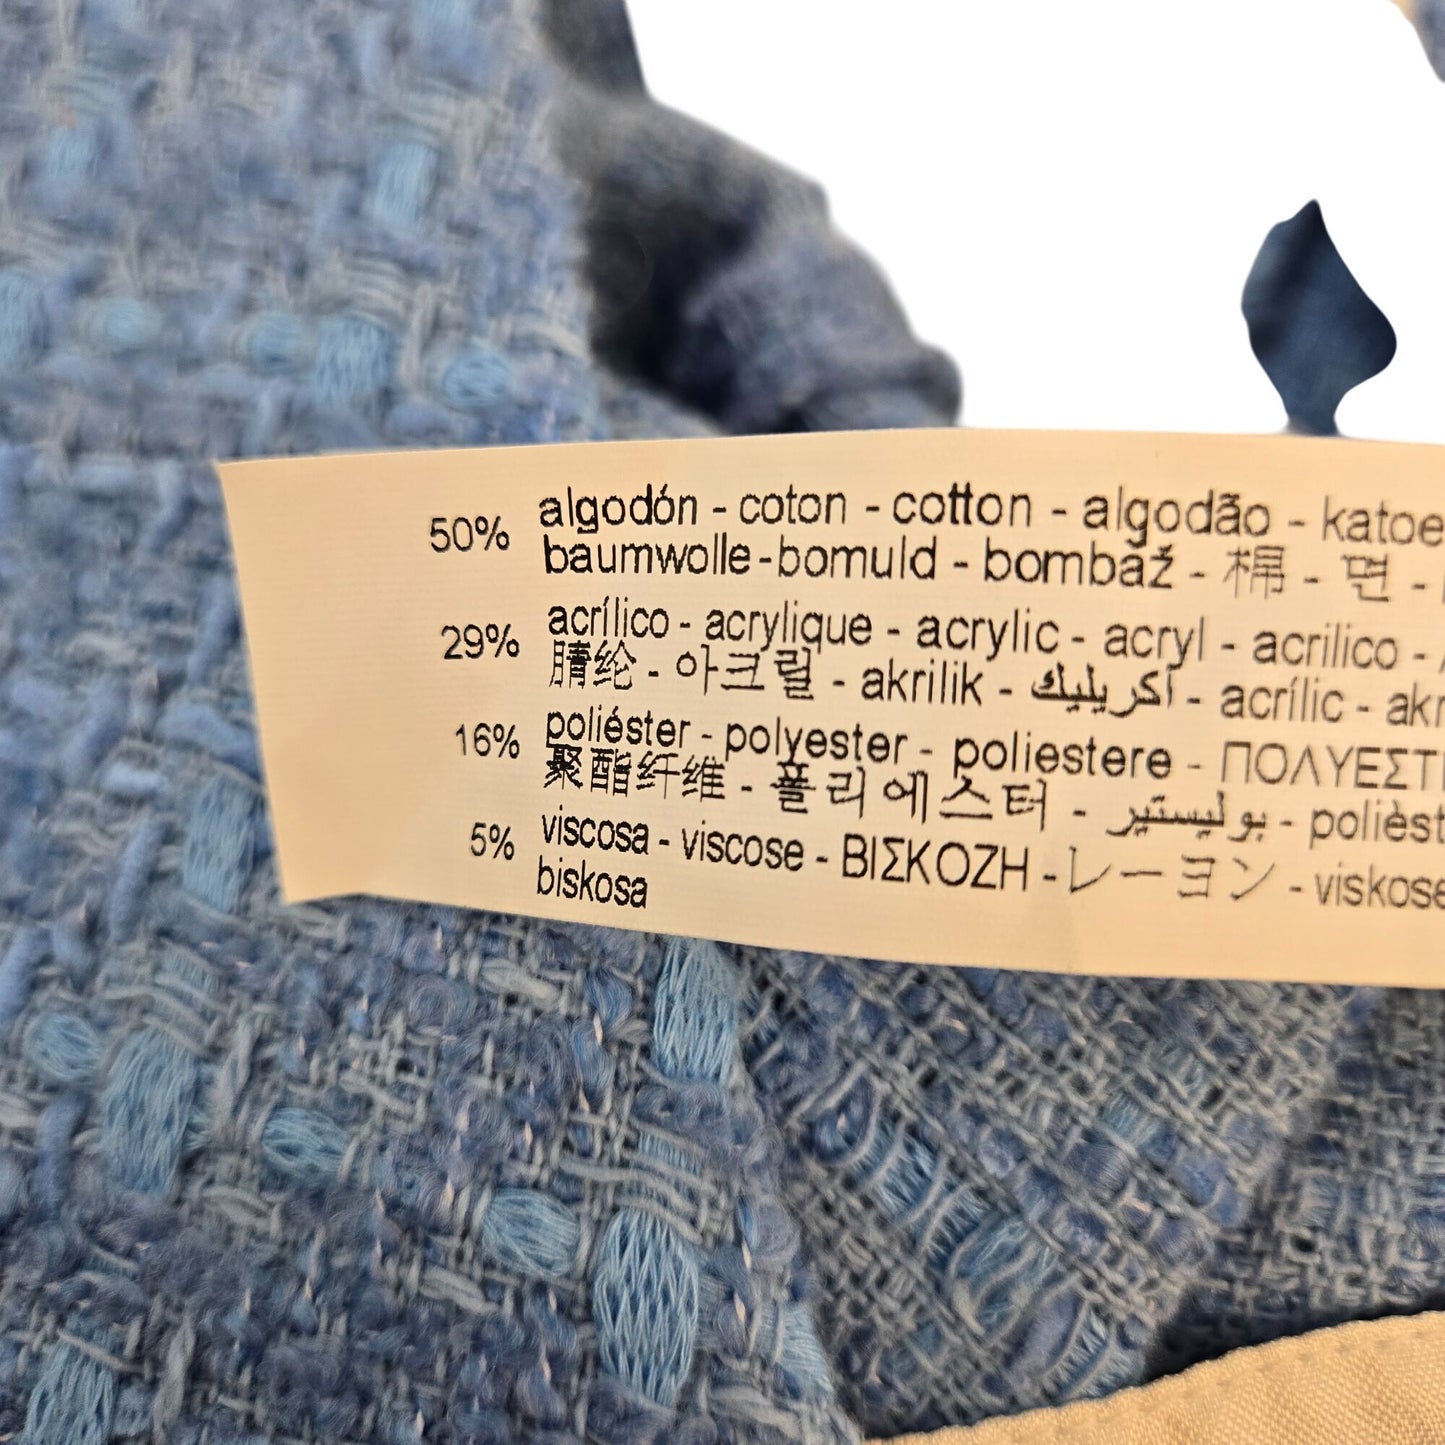 50% algodón - coton - cotton - algodão - katoe
baumwolle - bomuld - bombaž - 棉 - 면 -
29% acrílico - acrylique - acrylic - acryl - acrilico -
腈纶 - 아크릴 - akrilik - أكريليك - acrílic - akr
16% poliéster - polyester - poliestere - ΠΟΛΥΕΣΤ
聚酯纤维 - 폴리에스터 - بوليستير - polièst
5% viscosa - viscose - ΒΙΣΚΟΖΗ - レーヨン - viskose
biskosa